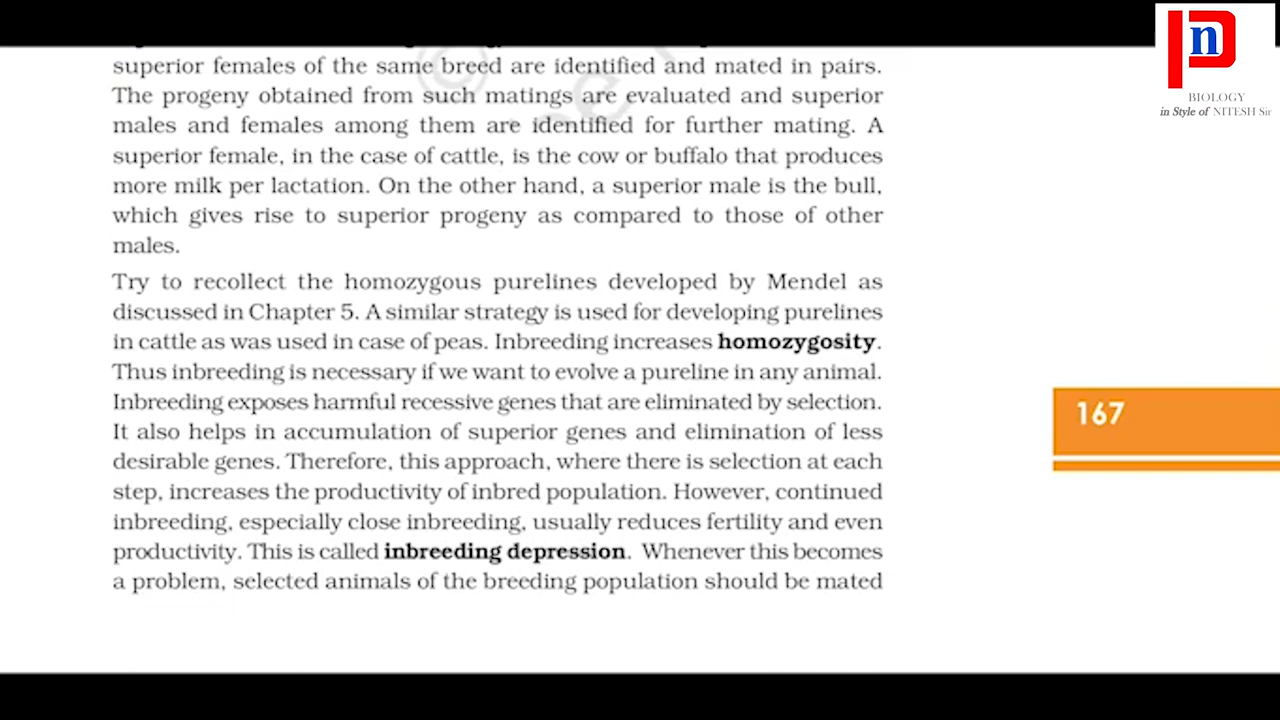 superior females of the same breed are identified and mated in pairs.
The progeny obtained from such matings are evaluated and superior
males and females among them are identified for further mating. A
superior female, in the case of cattle, is the cow or buffalo that produces
more milk per lactation. On the other hand, a superior male is the bull,
which gives rise to superior progeny as compared to those of other
males.
Try to recollect the homozygous purelines developed by Mendel as
discussed in Chapter 5. A similar strategy is used for developing purelines
in cattle as was used in case of peas. Inbreeding increases homozygosity.
Thus inbreeding is necessary if we want to evolve a pureline in any animal.
Inbreeding exposes harmful recessive genes that are eliminated by selection.
It also helps in accumulation of superior genes and elimination of less
desirable genes. Therefore, this approach, where there is selection at each
step, increases the productivity of inbred population. However, continued
inbreeding, especially close inbreeding, usually reduces fertility and even
productivity. This is called inbreeding depression. Whenever this becomes
a problem, selected animals of the breeding population should be mated
n
BIOLOGY
in Style of NITESH Sir
167